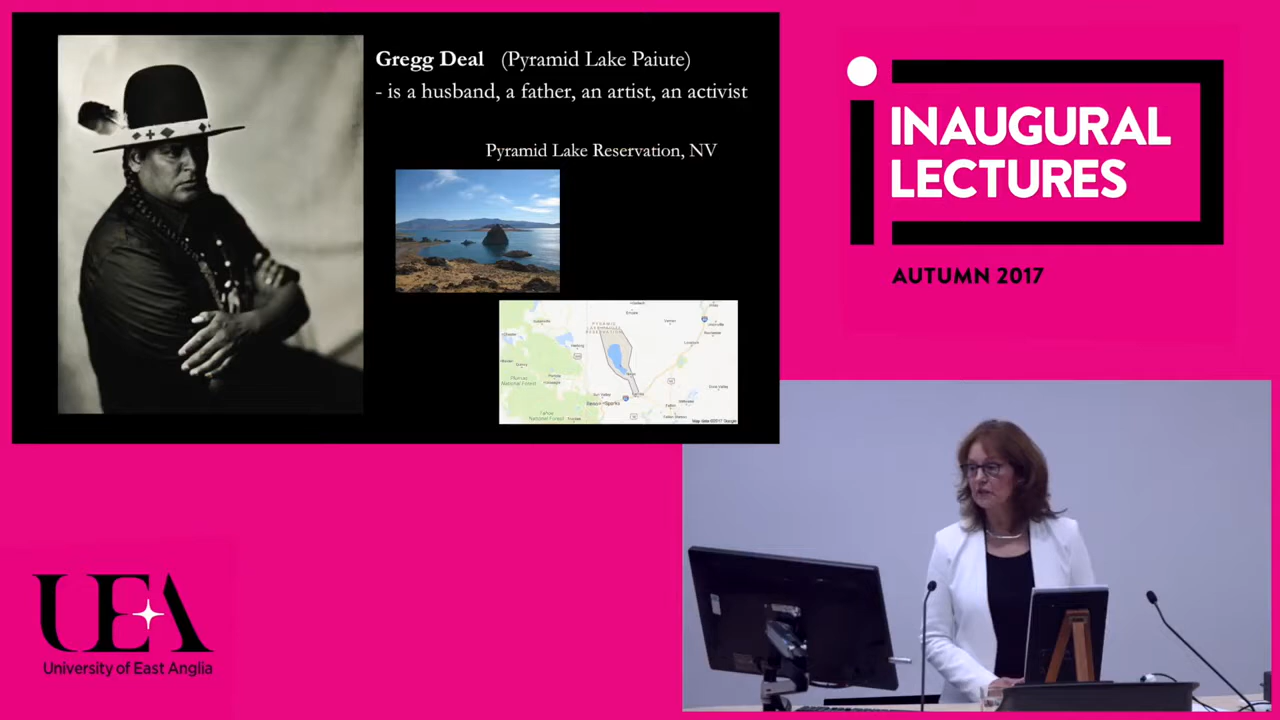 Gregg Deal (Pyramid Lake Paiute)
- is a husband, a father, an artist, an activist
Pyramid Lake Reservation, NV
INAUGURAL
LECTURES
AUTUMN 2017
UEA
University of East Anglia